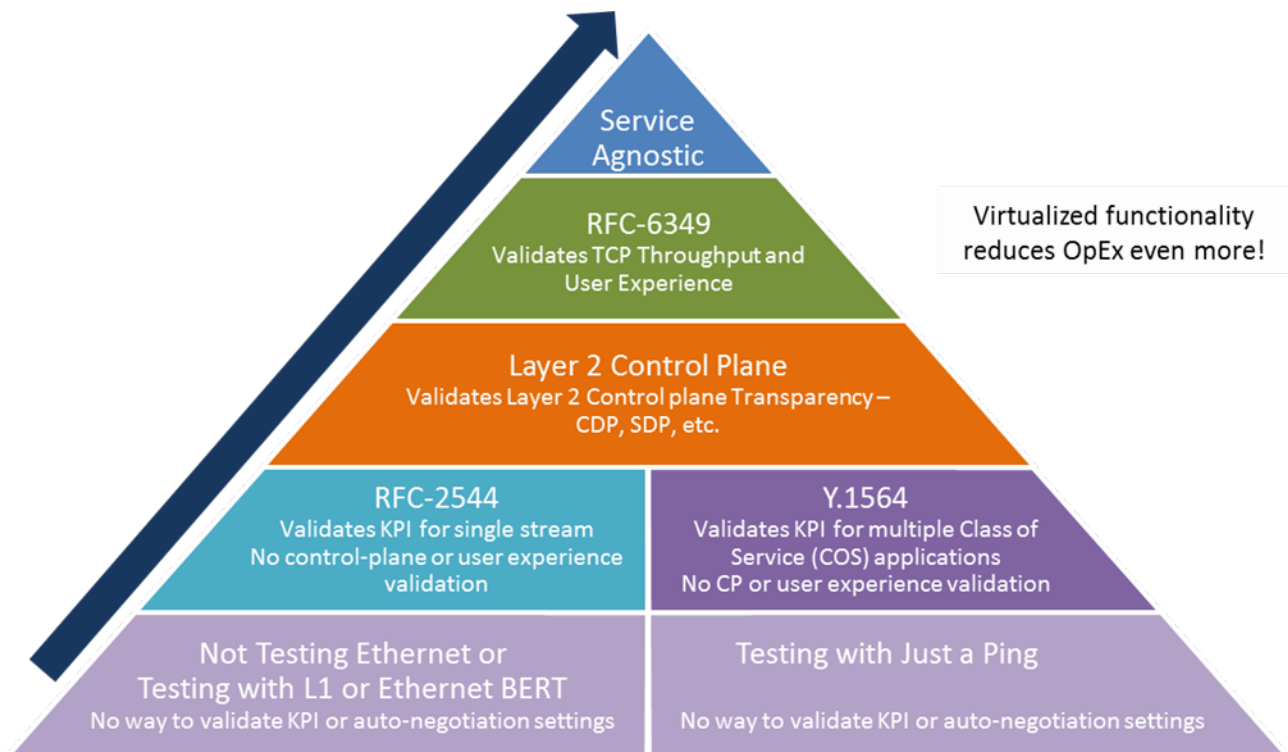 Service
Agnostic
RFC-6349
Validates TCP Throughput and
User Experience
Virtualized functionality
reduces OpEx even more!
Layer 2 Control Plane
Validates Layer 2 Control plane Transparency –
CDP, SDP, etc.
RFC-2544
Validates KPI for single stream
No control-plane or user experience
validation
Y.1564
Validates KPI for multiple Class of
Service (COS) applications
No CP or user experience validation
Not Testing Ethernet or
Testing with L1 or Ethernet BERT
No way to validate KPI or auto-negotiation settings
Testing with Just a Ping
No way to validate KPI or auto-negotiation settings